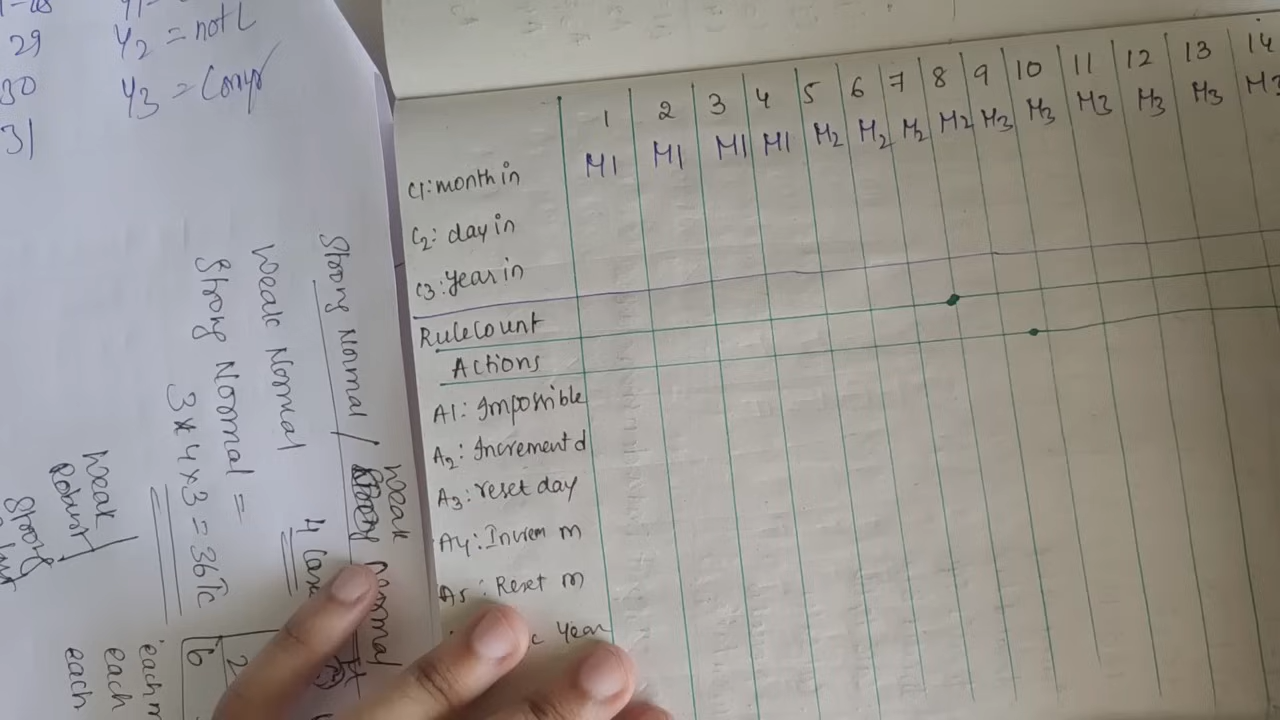 29
30
31
Y2 = not L
Y3 =
Strong Normal /
Weak Normal
Weak Normal
4
Strong Normal =
3*4*3 = 36 TC
Weak
Robust
Strong
each
each
each
1 2 3 4 5 6 7 8 9 10 11 12 13 14
C1: month in M1 M1 M1 M1 M2 M2 M2 M2 M3 M3 M3 M3 M3 M3
C2: day in
C3: Year in
Rule Count
Actions
A1: Impossible
A2: Increment d
A3: reset day
A4: Increm m
A5: Reset m
Year